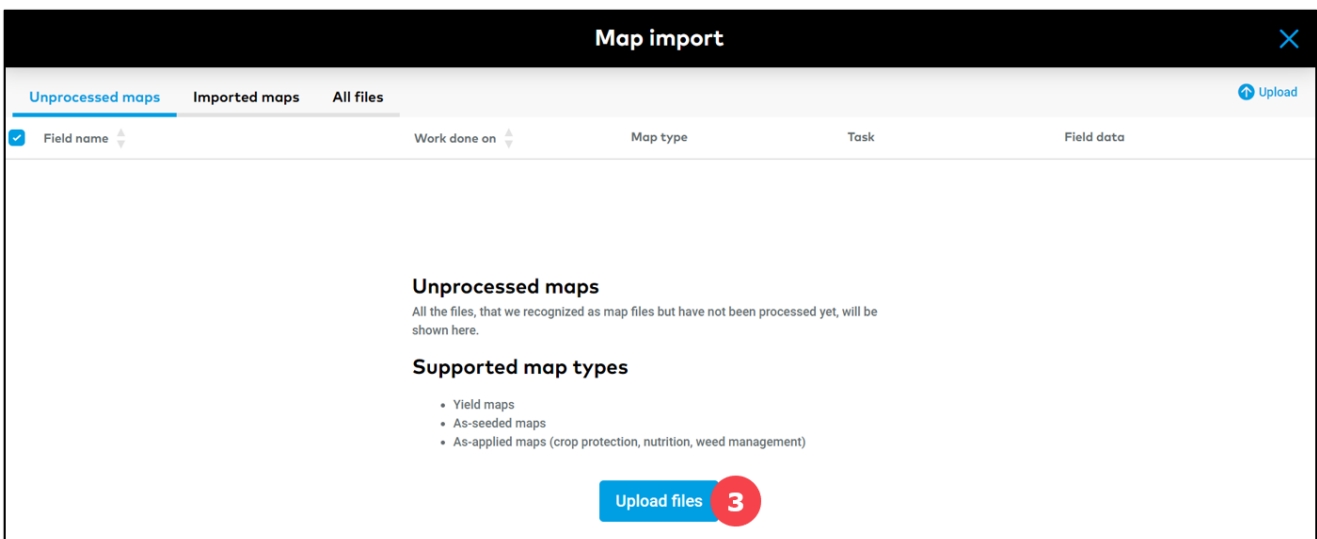 Map import
Unprocessed maps Imported maps All files Upload
Field name Work done on Map type Task Field data
Unprocessed maps
All the files, that we recognized as map files but have not been processed yet, will be
shown here.
Supported map types
• Yield maps
• As-seeded maps
• As-applied maps (crop protection, nutrition, weed management)
Upload files 3